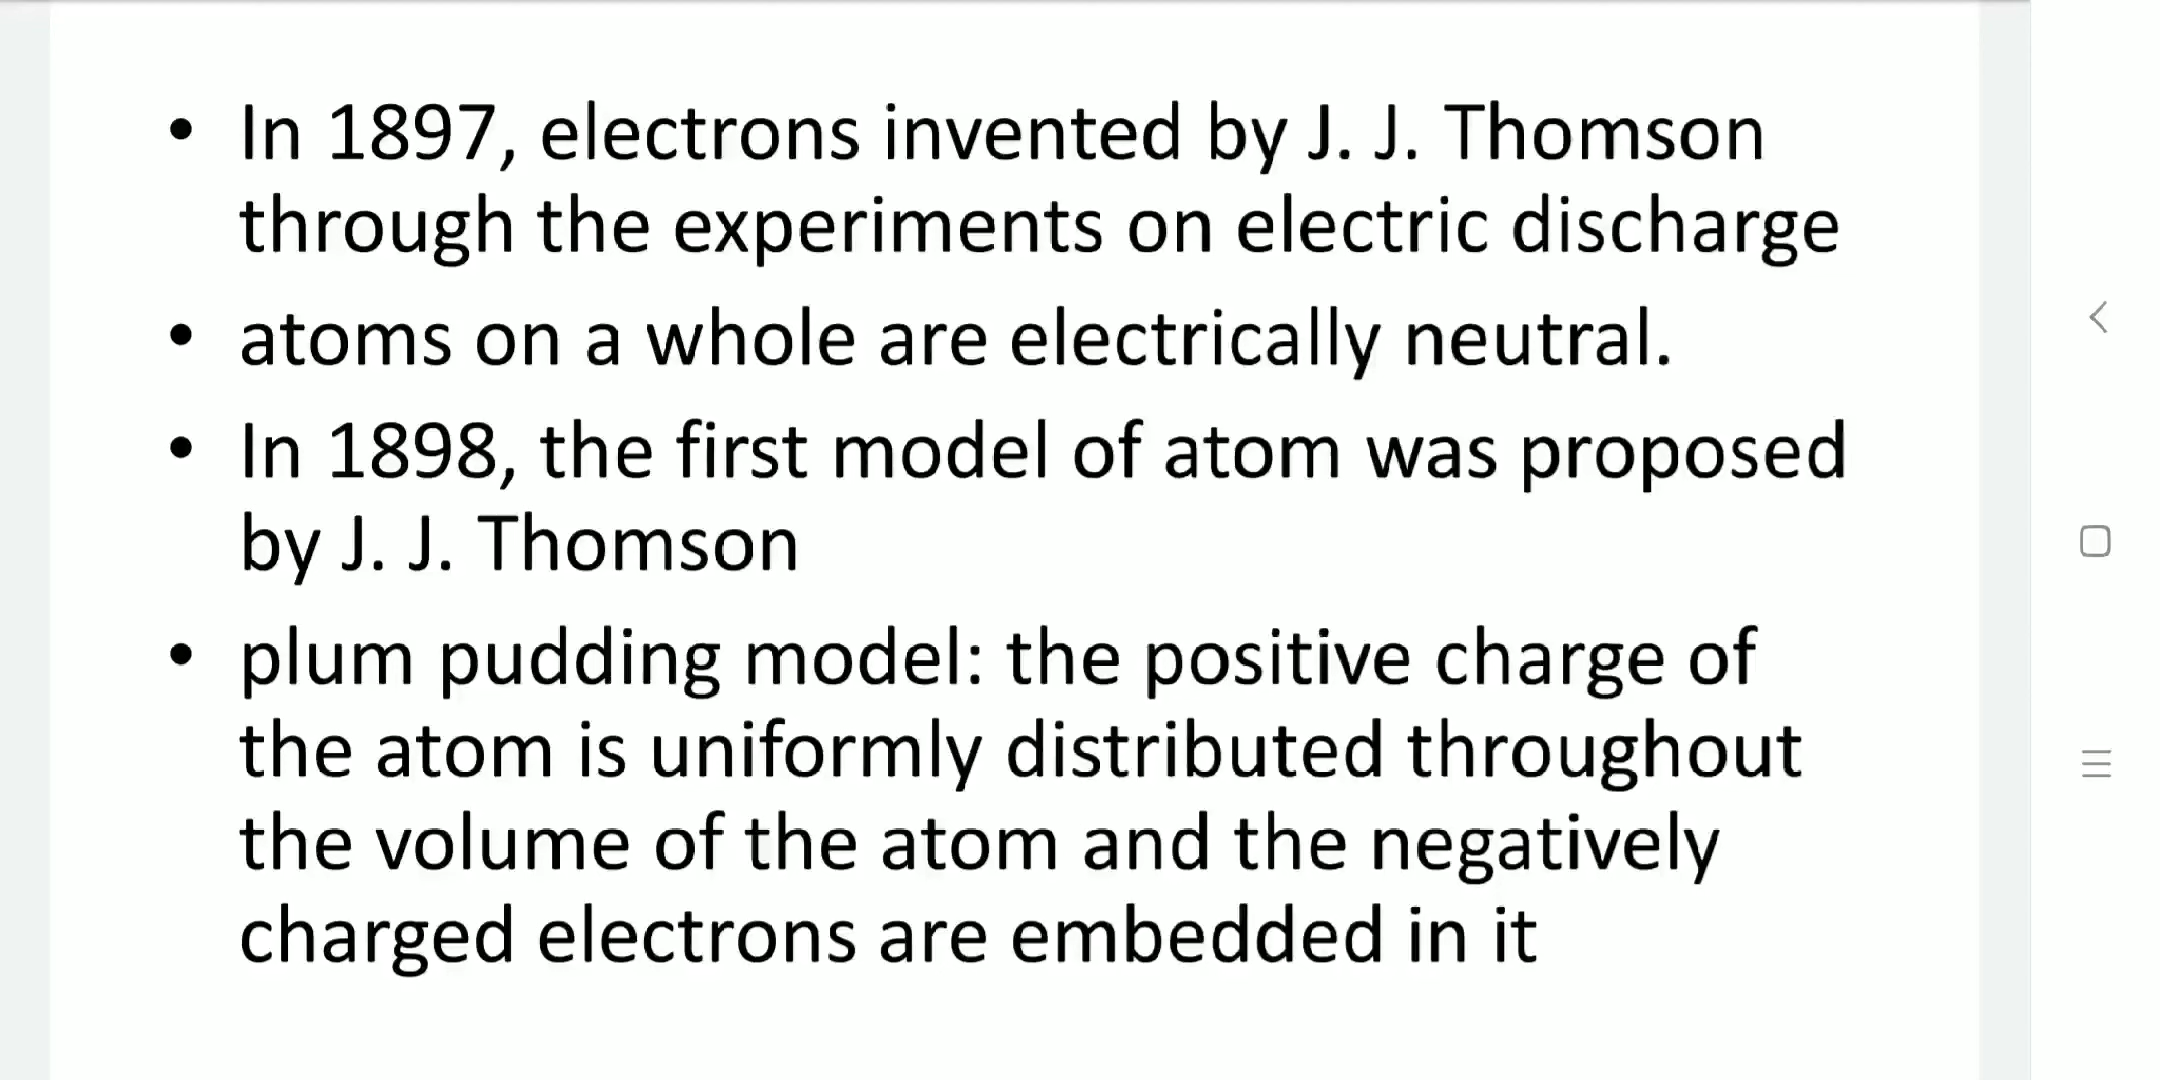 • In 1897, electrons invented by J. J. Thomson
through the experiments on electric discharge
• atoms on a whole are electrically neutral.
• In 1898, the first model of atom was proposed
by J. J. Thomson
• plum pudding model: the positive charge of
the atom is uniformly distributed throughout
the volume of the atom and the negatively
charged electrons are embedded in it